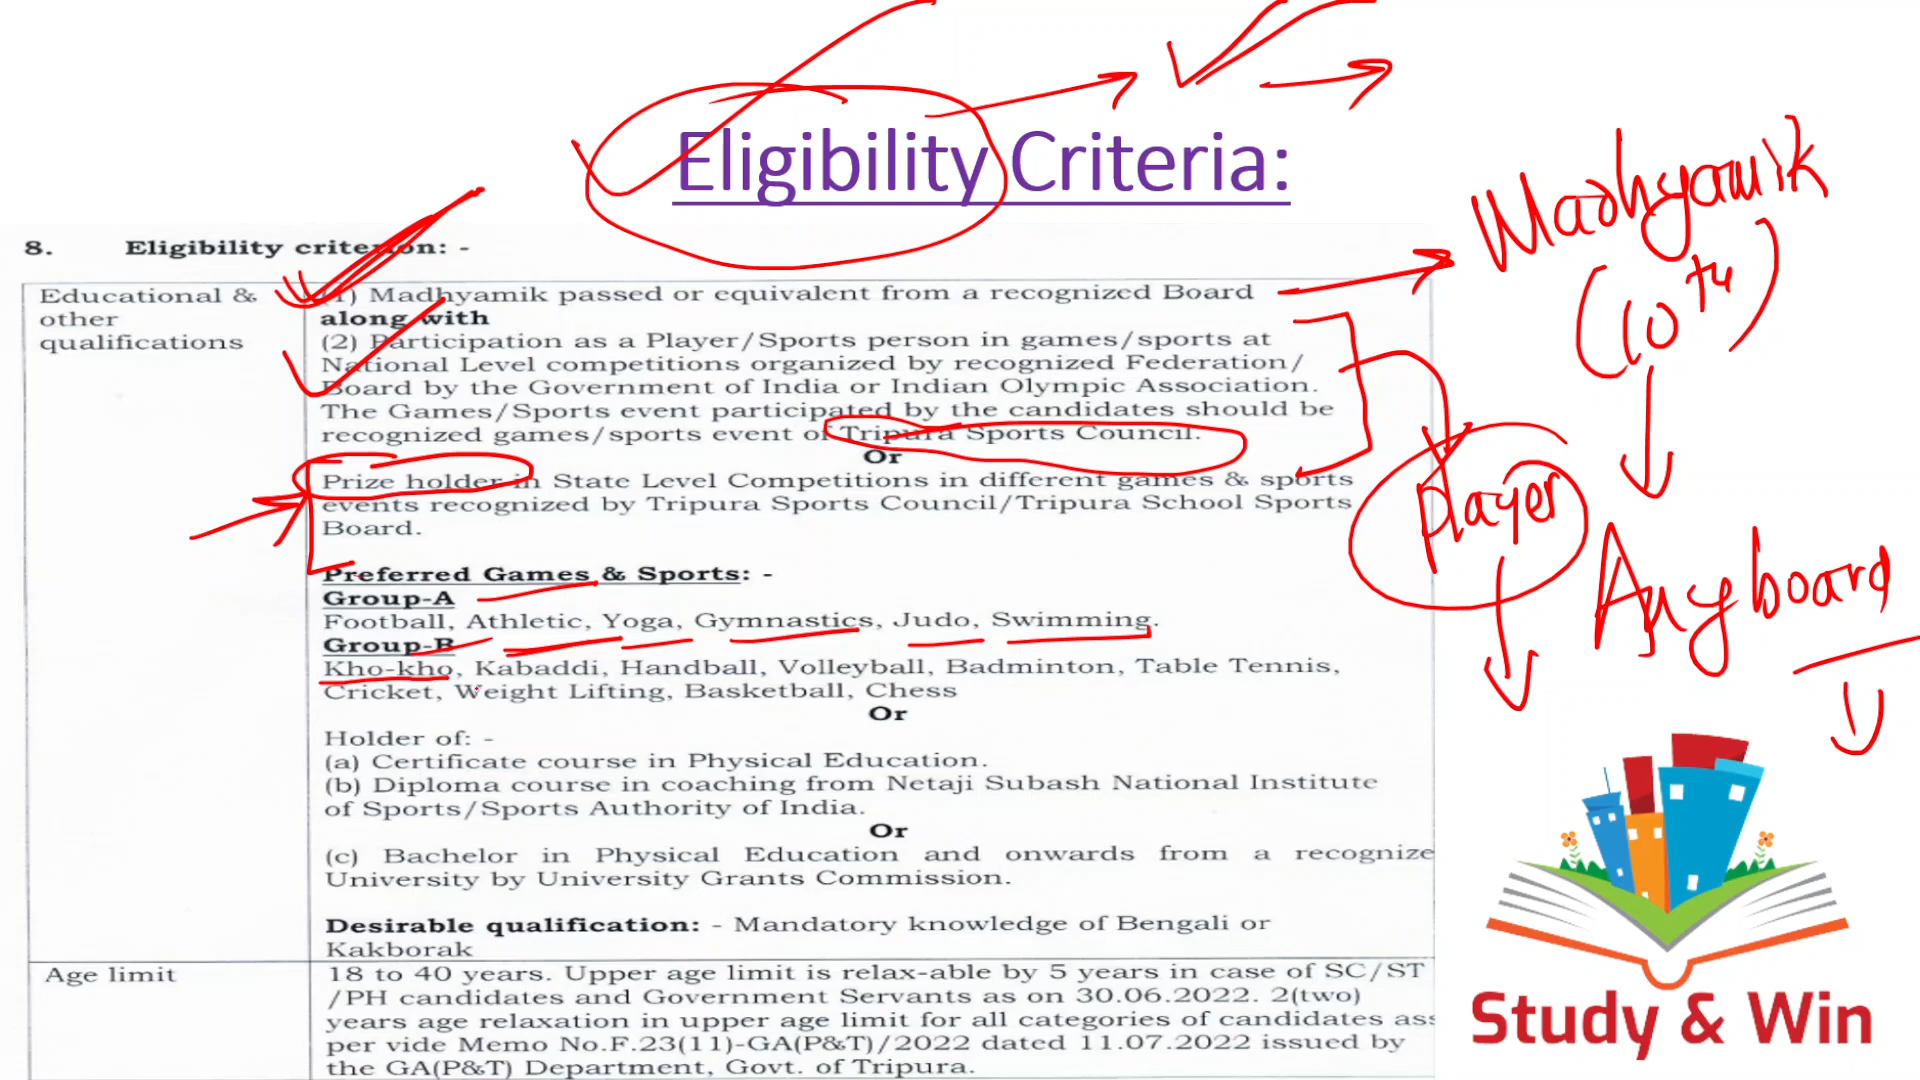 Eligibility Criteria:
Madhyamik
(10th)
player
Any board
8. Eligibility criterion: -
Educational & other qualifications
(1) Madhyamik passed or equivalent from a recognized Board
along with
(2) Participation as a Player/Sports person in games/sports at
National Level competitions organized by recognized Federation/
Board by the Government of India or Indian Olympic Association.
The Games/Sports event participated by the candidates should be
recognized games/sports event of Tripura Sports Council.
Or
Prize holder in State Level Competitions in different games & sports
events recognized by Tripura Sports Council/Tripura School Sports
Board.
Preferred Games & Sports: -
Group-A
Football, Athletic, Yoga, Gymnastics, Judo, Swimming.
Group-B
Kho-kho, Kabaddi, Handball, Volleyball, Badminton, Table Tennis,
Cricket, Weight Lifting, Basketball, Chess
Or
Holder of: -
(a) Certificate course in Physical Education.
(b) Diploma course in coaching from Netaji Subash National Institute
of Sports/Sports Authority of India.
Or
(c) Bachelor in Physical Education and onwards from a recognize
University by University Grants Commission.
Desirable qualification: - Mandatory knowledge of Bengali or
Kakborak
Age limit
18 to 40 years. Upper age limit is relax-able by 5 years in case of SC/ST
/PH candidates and Government Servants as on 30.06.2022. 2(two)
years age relaxation in upper age limit for all categories of candidates as
per vide Memo No.F.23(11)-GA(P&T)/2022 dated 11.07.2022 issued by
the GA(P&T) Department, Govt. of Tripura.
Study & Win